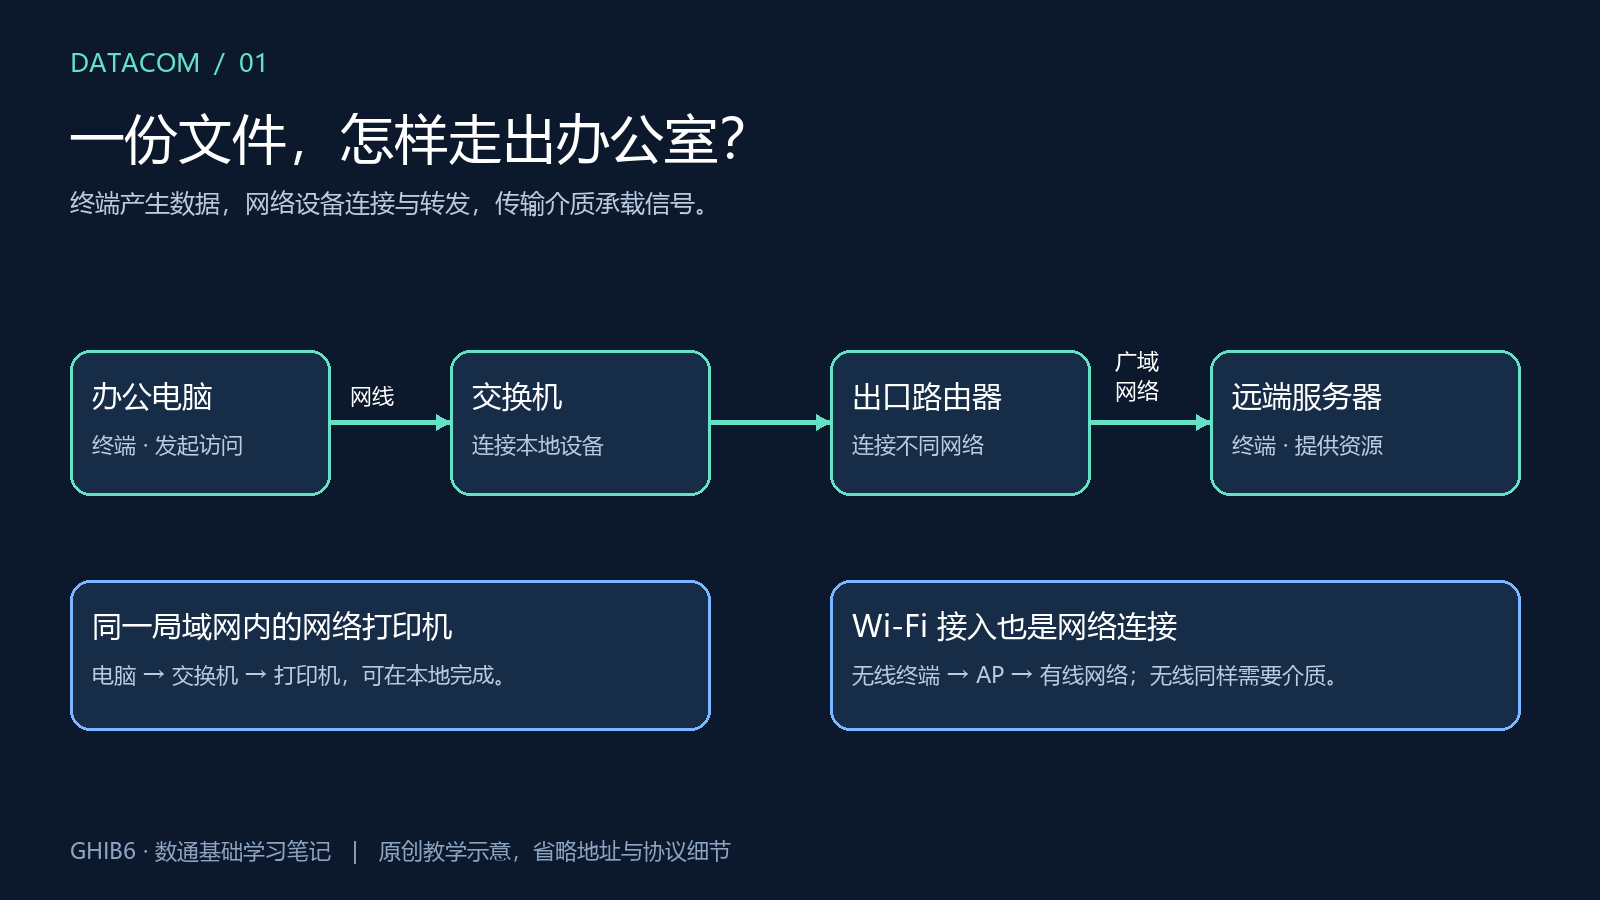 DATACOM / 01
一份文件，怎样走出办公室？
终端产生数据，网络设备连接与转发，传输介质承载信号。
办公电脑
终端 · 发起访问
网线
交换机
连接本地设备
出口路由器
连接不同网络
广域
网络
远端服务器
终端 · 提供资源
同一局域网内的网络打印机
电脑 → 交换机 → 打印机，可在本地完成。
Wi-Fi 接入也是网络连接
无线终端 → AP → 有线网络；无线同样需要介质。
GHIB6 · 数通基础学习笔记 | 原创教学示意，省略地址与协议细节